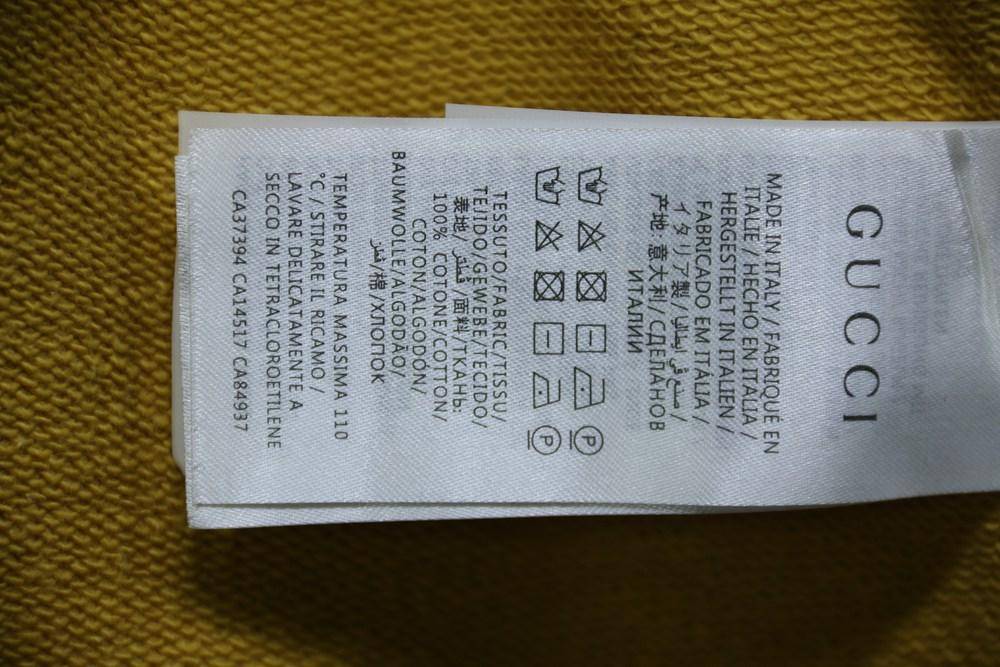 GUCCI
MADE IN ITALY / FABRIQUÉ EN
ITALIE / HECHO EN ITALIA /
HERGESTELLT IN ITALIEN /
FABRICADO EM ITÁLIA /
イタリア製 / صنع في إيطاليا /
产地 意大利 / СДЕЛАНОВ
ИТАЛИИ
P
P
TESSUTO/FABRIC/TISSU/
TEJIDO/GEWEBE/TECIDO/
表地/ قماش /面料/ТКАНЬ:
100% COTONE/COTTON/
COTON/ALGODÓN/
BAUMWOLLE/ALGODÃO/
قطن/棉/ХЛОПОК
TEMPERATURA MASSIMA 110
°C / STIRARE IL RICAMO /
LAVARE DELICATAMENTE A
SECCO IN TETRACLOROETILENE
CA37394 CA14517 CA84937